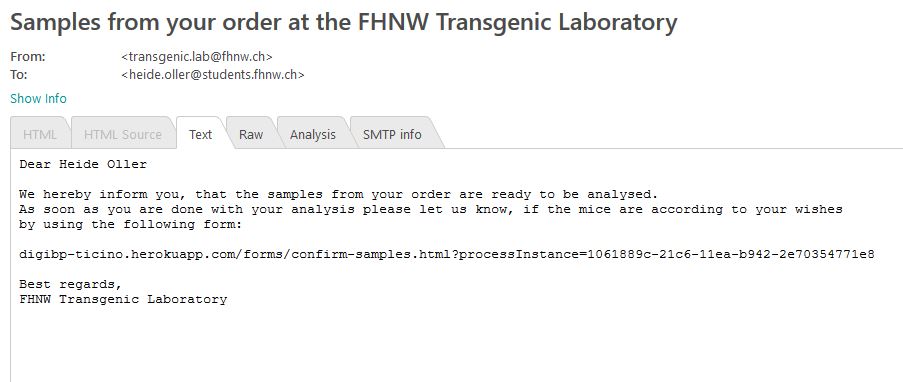 Samples from your order at the FHNW Transgenic Laboratory
From: <transgenic.lab@fhnw.ch>
To: <heide.oller@students.fhnw.ch>
Show Info
HTML HTML Source Text Raw Analysis SMTP info
Dear Heide Oller
We hereby inform you, that the samples from your order are ready to be analysed.
As soon as you are done with your analysis please let us know, if the mice are according to your wishes
by using the following form:
digibp-ticino.herokuapp.com/forms/confirm-samples.html?processInstance=1061889c-21c6-11ea-b942-2e70354771e8
Best regards,
FHNW Transgenic Laboratory